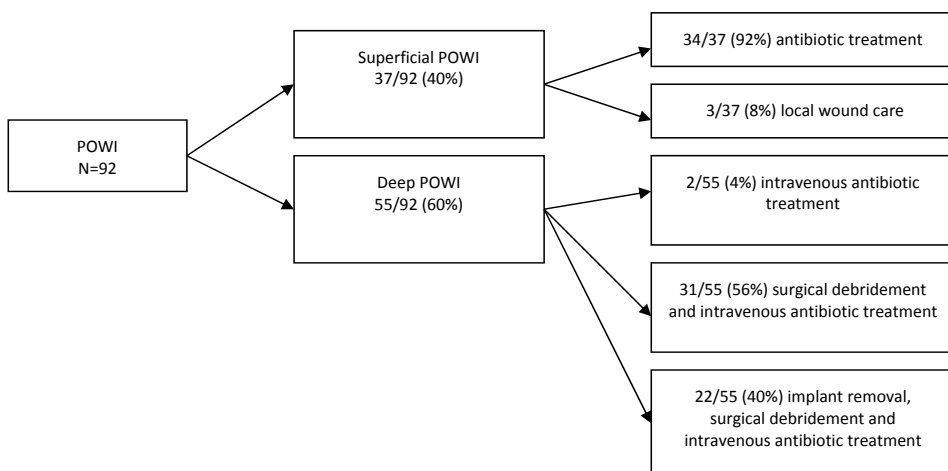 POWI
N=92
Superficial POWI
37/92 (40%)
Deep POWI
55/92 (60%)
34/37 (92%) antibiotic treatment
3/37 (8%) local wound care
2/55 (4%) intravenous antibiotic
treatment
31/55 (56%) surgical debridement
and intravenous antibiotic treatment
22/55 (40%) implant removal,
surgical debridement and
intravenous antibiotic treatment